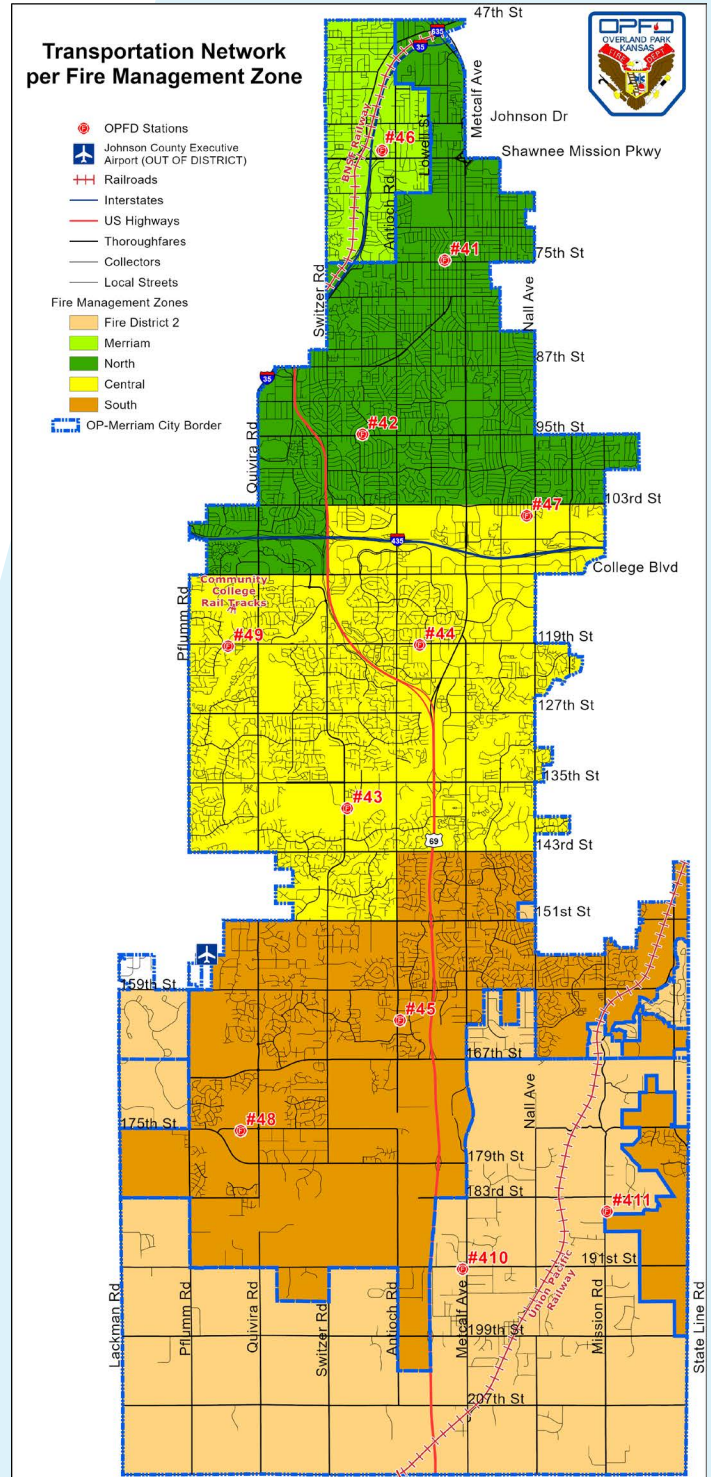 Transportation Network
per Fire Management Zone
OPFD
OVERLAND PARK
KANSAS
FIRE DEPT
OPFD Stations
Johnson County Executive
Airport (OUT OF DISTRICT)
Railroads
Interstates
US Highways
Thoroughfares
Collectors
Local Streets
Fire Management Zones
Fire District 2
Merriam
North
Central
South
OP-Merriam City Border
47th St
635
35
Metcalf Ave
Johnson Dr
#46
Lowell St
BNSF Railway
Shawnee Mission Pkwy
Antioch Rd
#41
75th St
Switzer Rd
Nall Ave
87th St
35
#42
95th St
Quivira Rd
103rd St
#47
435
College Blvd
Community
College
Rail Tracks
Pflumm Rd
#49
#44
119th St
127th St
135th St
#43
69
143rd St
151st St
159th St
#45
167th St
Nall Ave
175th St
#48
179th St
183rd St
#411
#410
191st St
Union Pacific
Railway
Lackman Rd
Pflumm Rd
Quivira Rd
Switzer Rd
Antioch Rd
Metcalf Ave
Mission Rd
State Line Rd
199th St
207th St